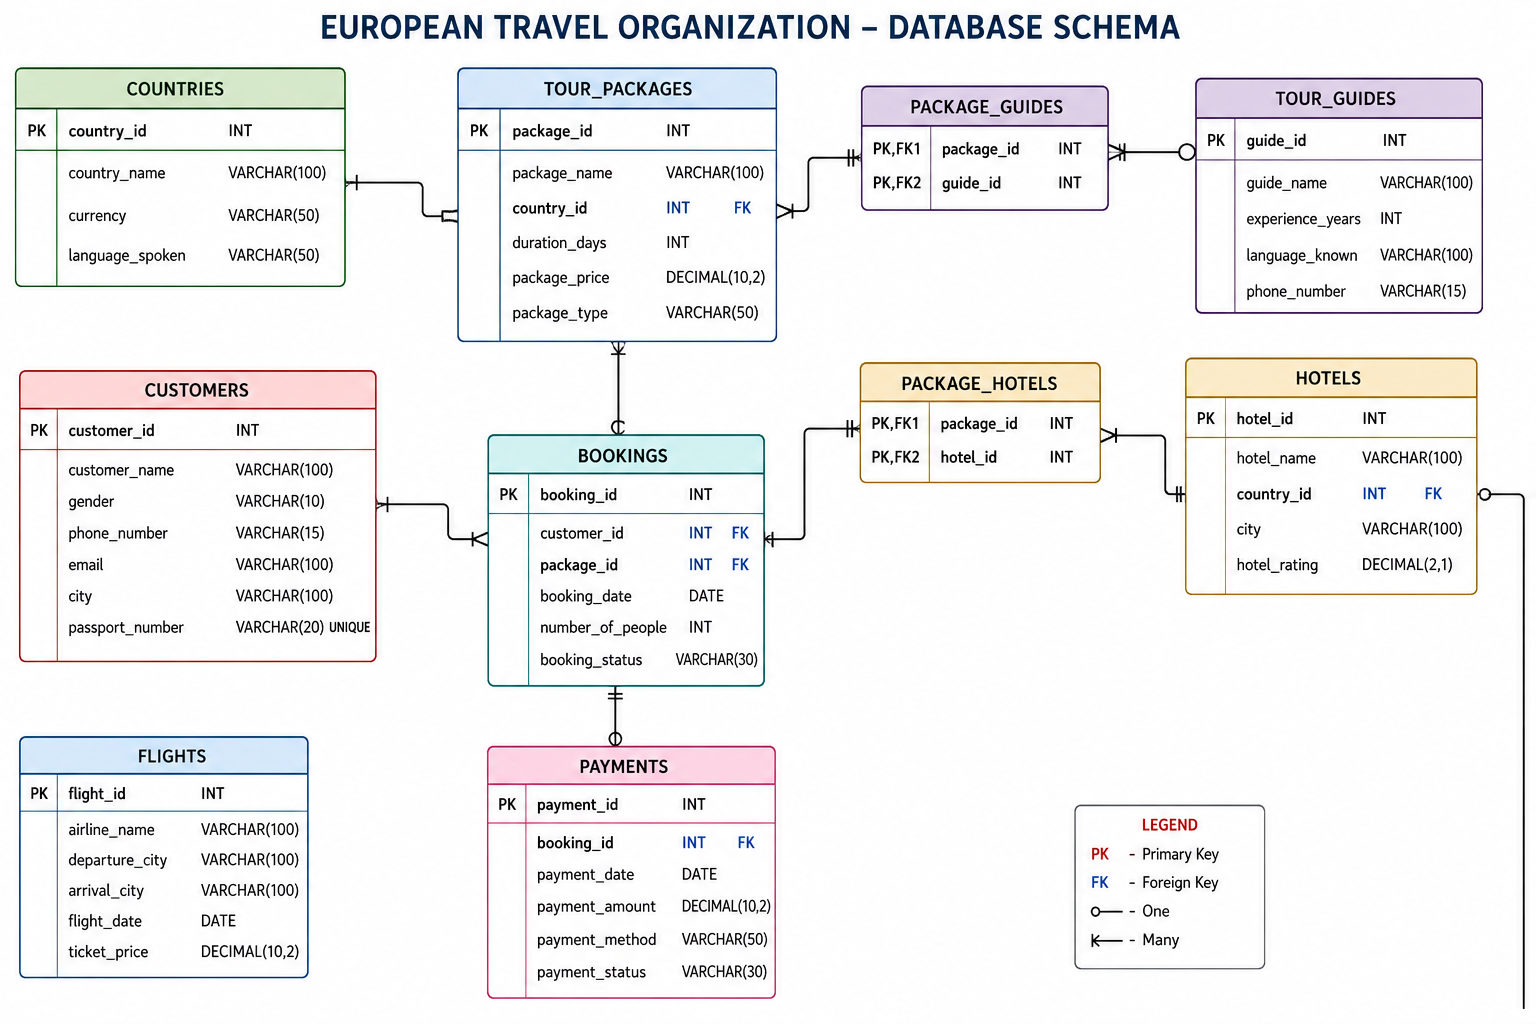 EUROPEAN TRAVEL ORGANIZATION – DATABASE SCHEMA
COUNTRIES
PK country_id INT
country_name VARCHAR(100)
currency VARCHAR(50)
language_spoken VARCHAR(50)
TOUR_PACKAGES
PK package_id INT
package_name VARCHAR(100)
country_id INT FK
duration_days INT
package_price DECIMAL(10,2)
package_type VARCHAR(50)
PACKAGE_GUIDES
PK,FK1 package_id INT
PK,FK2 guide_id INT
TOUR_GUIDES
PK guide_id INT
guide_name VARCHAR(100)
experience_years INT
language_known VARCHAR(100)
phone_number VARCHAR(15)
CUSTOMERS
PK customer_id INT
customer_name VARCHAR(100)
gender VARCHAR(10)
phone_number VARCHAR(15)
email VARCHAR(100)
city VARCHAR(100)
passport_number VARCHAR(20) UNIQUE
BOOKINGS
PK booking_id INT
customer_id INT FK
package_id INT FK
booking_date DATE
number_of_people INT
booking_status VARCHAR(30)
PACKAGE_HOTELS
PK,FK1 package_id INT
PK,FK2 hotel_id INT
HOTELS
PK hotel_id INT
hotel_name VARCHAR(100)
country_id INT FK
city VARCHAR(100)
hotel_rating DECIMAL(2,1)
FLIGHTS
PK flight_id INT
airline_name VARCHAR(100)
departure_city VARCHAR(100)
arrival_city VARCHAR(100)
flight_date DATE
ticket_price DECIMAL(10,2)
PAYMENTS
PK payment_id INT
booking_id INT FK
payment_date DATE
payment_amount DECIMAL(10,2)
payment_method VARCHAR(50)
payment_status VARCHAR(30)
LEGEND
PK - Primary Key
FK - Foreign Key
- One
- Many